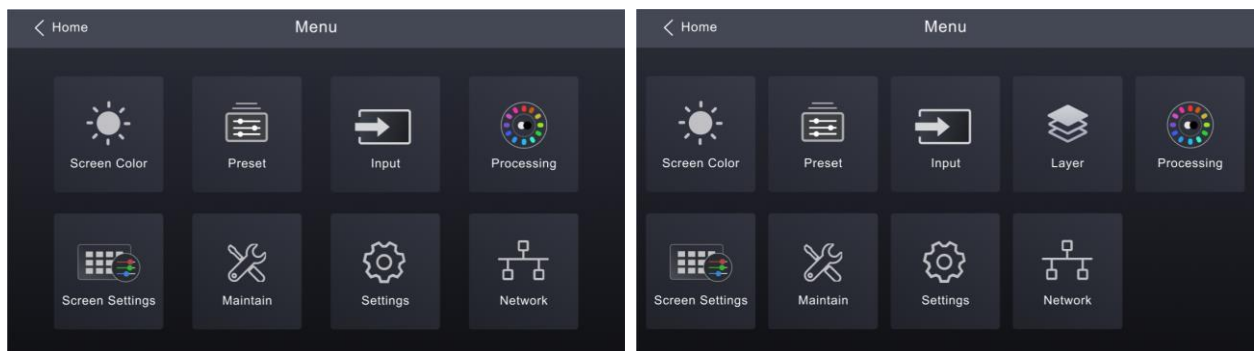 Home
Menu
Screen Color
Preset
Input
Processing
Screen Settings
Maintain
Settings
Network
Home
Menu
Screen Color
Preset
Input
Layer
Processing
Screen Settings
Maintain
Settings
Network